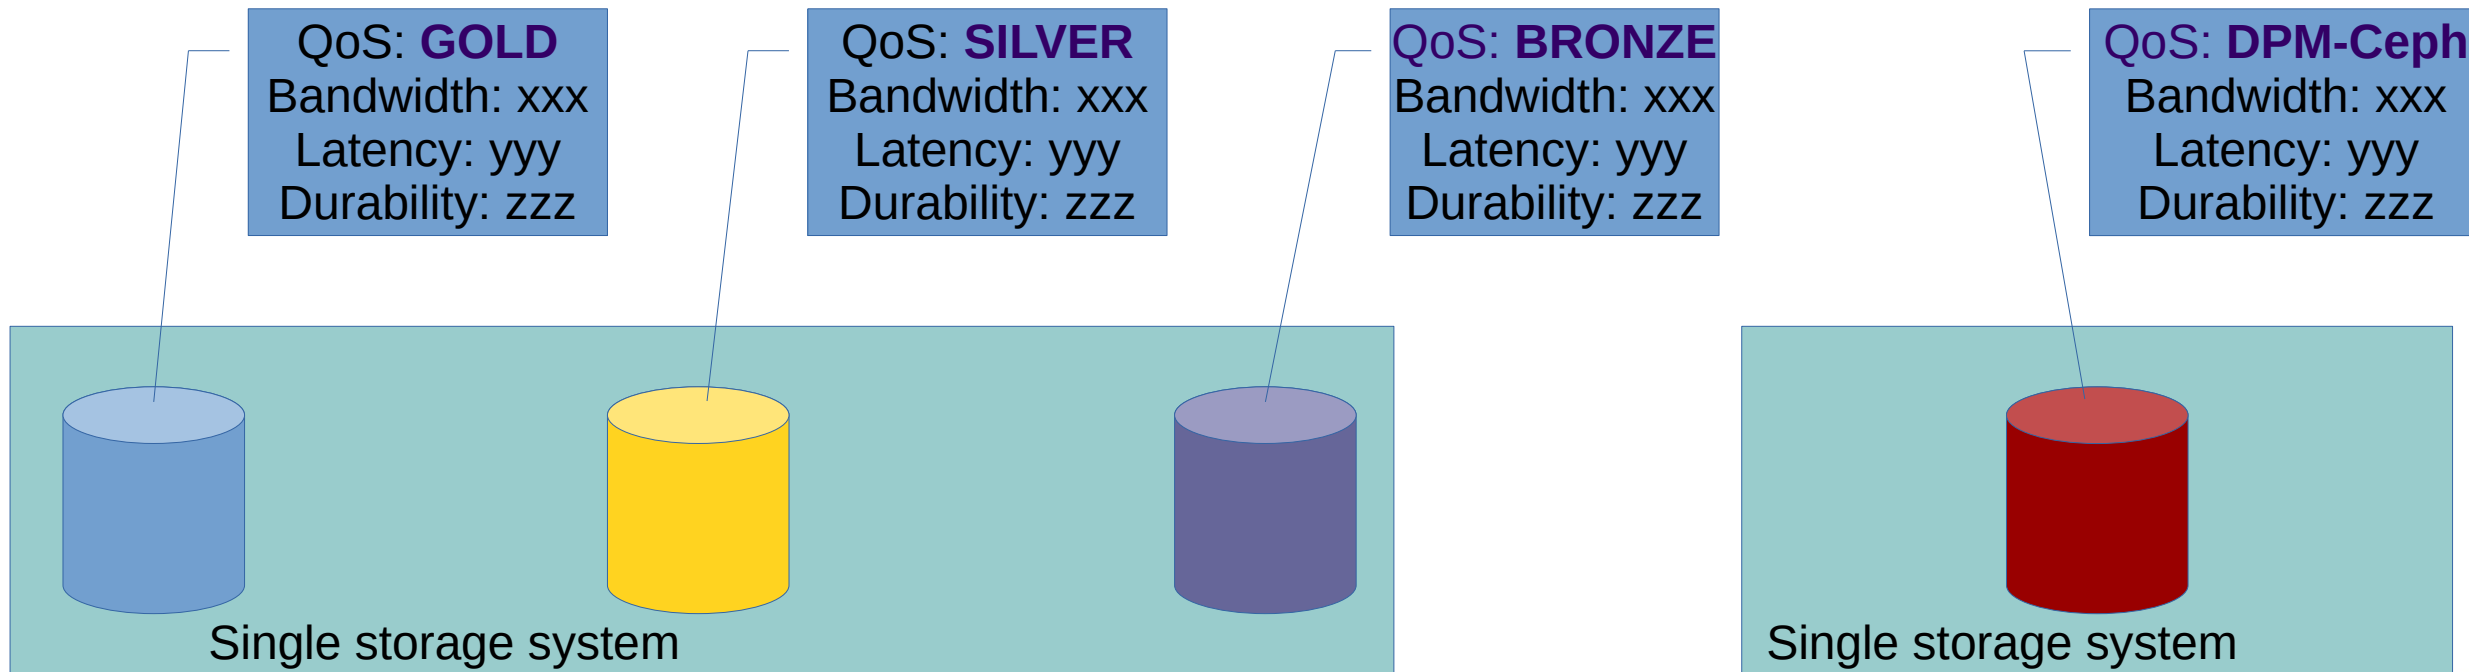 QoS: GOLD
Bandwidth: xxx
Latency: yyy
Durability: zzz
QoS: SILVER
Bandwidth: xxx
Latency: yyy
Durability: zzz
QoS: BRONZE
Bandwidth: xxx
Latency: yyy
Durability: zzz
QoS: DPM-Ceph
Bandwidth: xxx
Latency: yyy
Durability: zzz
Single storage system
Single storage system